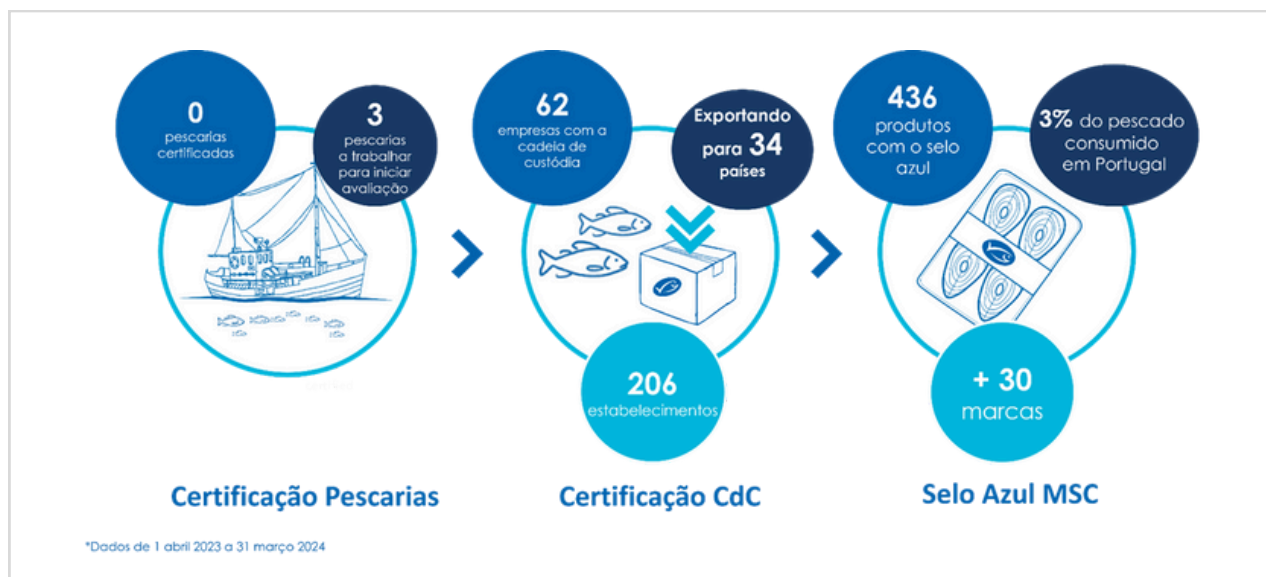 0
pescarias
certificadas
3
pescarias
a trabalhar
para iniciar
avaliação
Certificação Pescarias
62
empresas com a
cadeia de
custódia
Exportando
para 34
países
206
estabelecimentos
Certificação CdC
436
produtos
com o selo
azul
3% do pescado
consumido
em Portugal
+ 30
marcas
Selo Azul MSC
*Dados de 1 abril 2023 a 31 março 2024